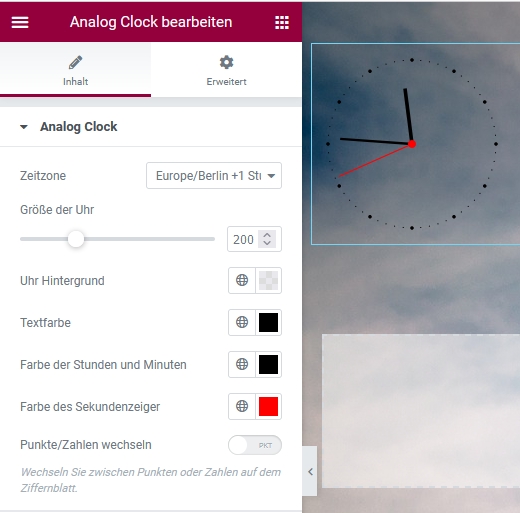 Analog Clock bearbeiten
Inhalt
Erweitert
Analog Clock
Zeitzone
Europe/Berlin +1 Stu
Größe der Uhr
200
Uhr Hintergrund
Textfarbe
Farbe der Stunden und Minuten
Farbe des Sekundenzeiger
Punkte/Zahlen wechseln
PKT
Wechseln Sie zwischen Punkten oder Zahlen auf dem
Ziffernblatt.